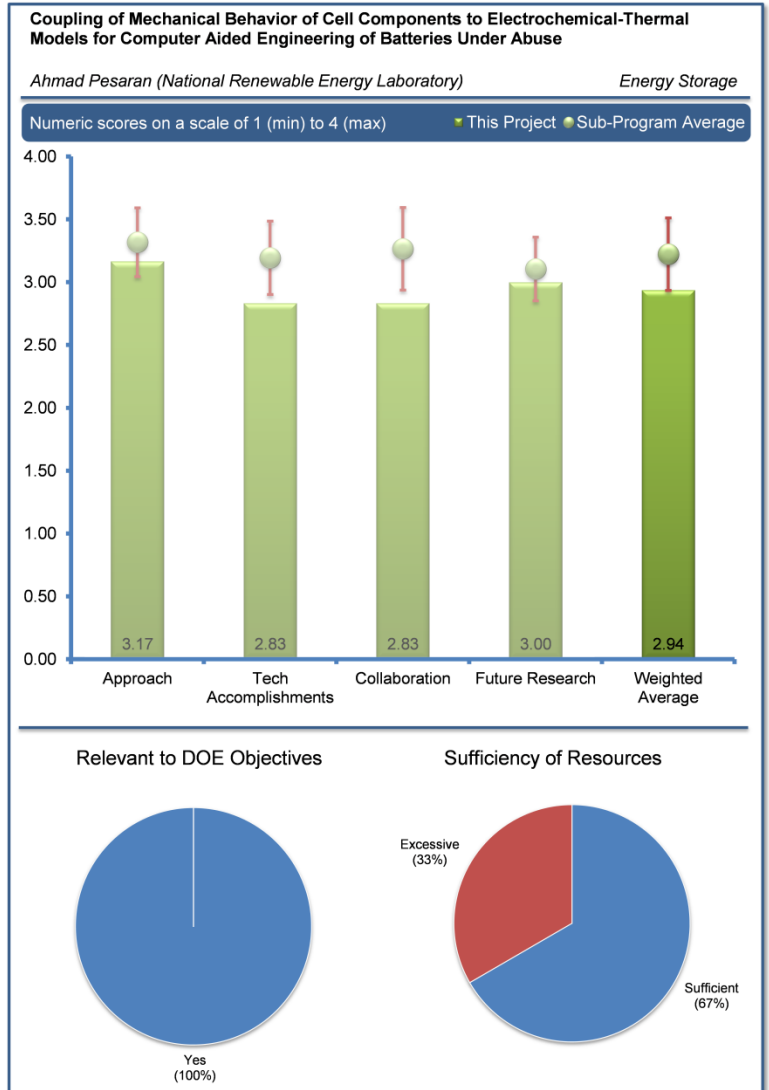 Coupling of Mechanical Behavior of Cell Components to Electrochemical-Thermal
Models for Computer Aided Engineering of Batteries Under Abuse
Ahmad Pesaran (National Renewable Energy Laboratory) Energy Storage
Numeric scores on a scale of 1 (min) to 4 (max) This Project Sub-Program Average
4.00
3.50
3.00
2.50
2.00
1.50
1.00
0.50
0.00
3.17 2.83 2.83 3.00 2.94
Approach Tech Collaboration Future Research Weighted
Accomplishments Average
Relevant to DOE Objectives Sufficiency of Resources
Excessive
(33%)
Sufficient
(67%)
Yes
(100%)